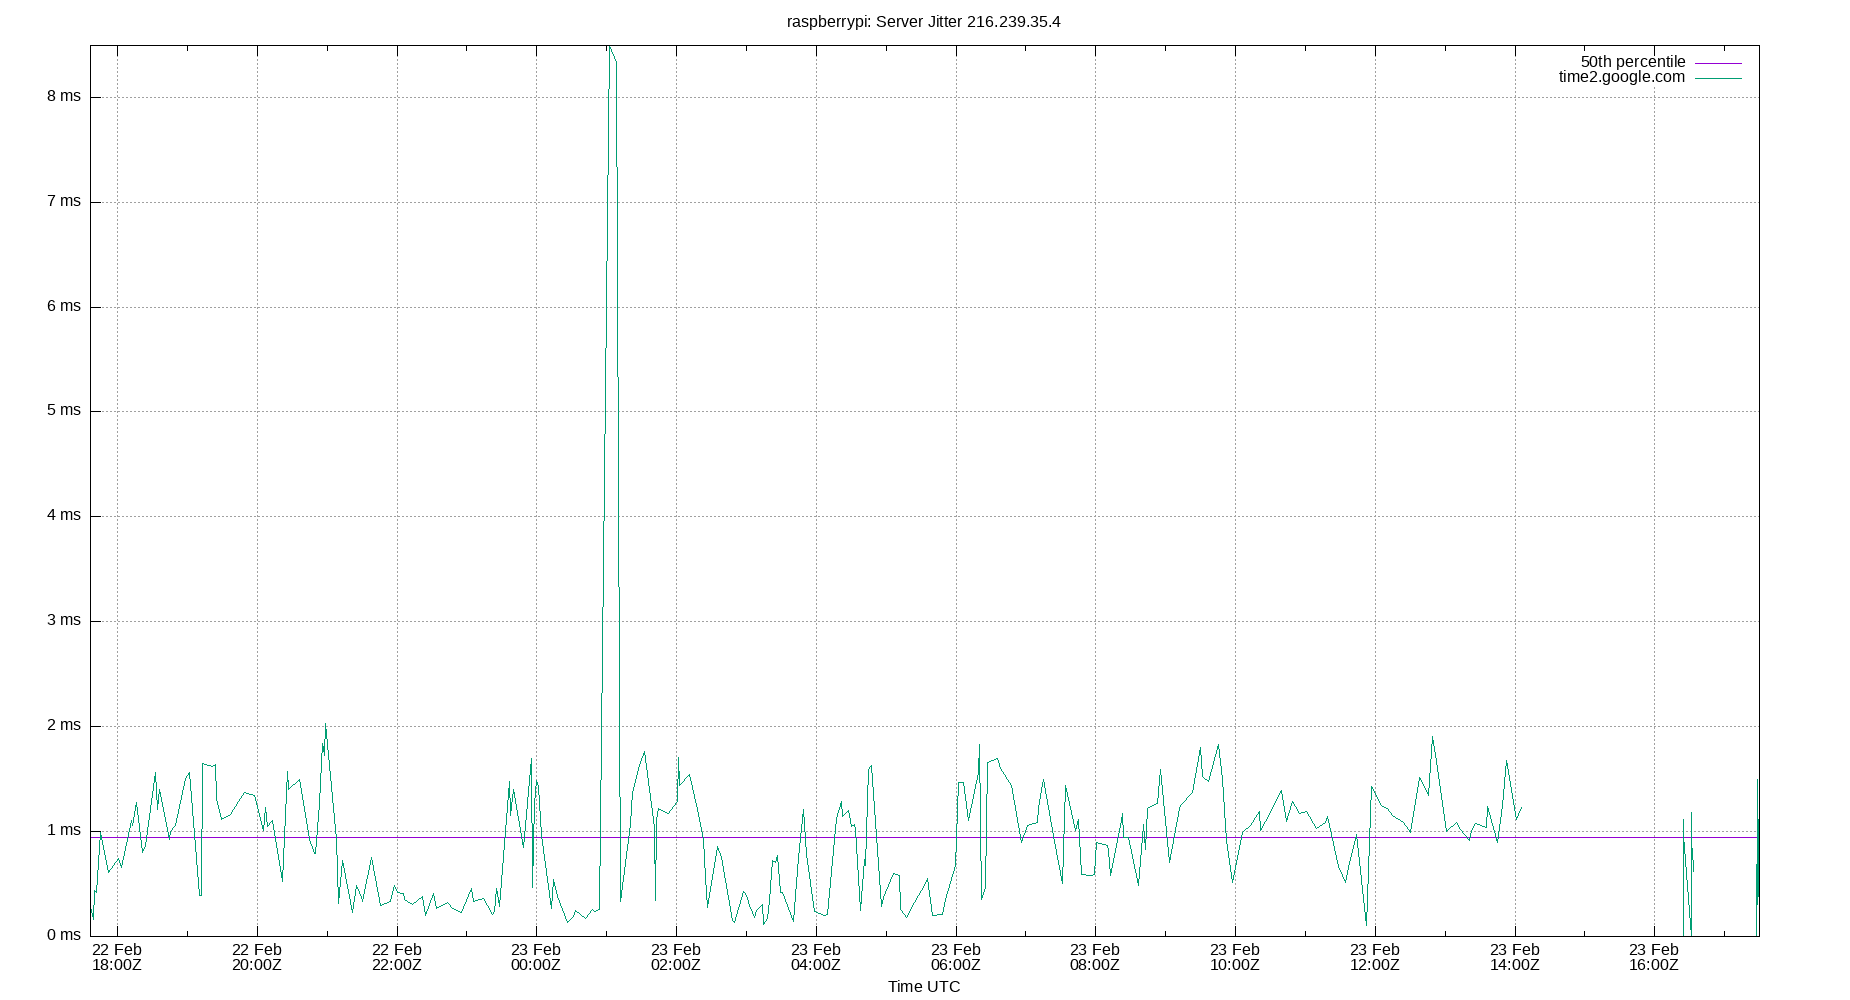 raspberrypi: Server Jitter 216.239.35.4
50th percentile
time2.google.com
8 ms
7 ms
6 ms
5 ms
4 ms
3 ms
2 ms
1 ms
0 ms
22 Feb 22 Feb 22 Feb 23 Feb 23 Feb 23 Feb 23 Feb 23 Feb 23 Feb 23 Feb 23 Feb 23 Feb
18:00Z 20:00Z 22:00Z 00:00Z 02:00Z 04:00Z 06:00Z 08:00Z 10:00Z 12:00Z 14:00Z 16:00Z
Time UTC